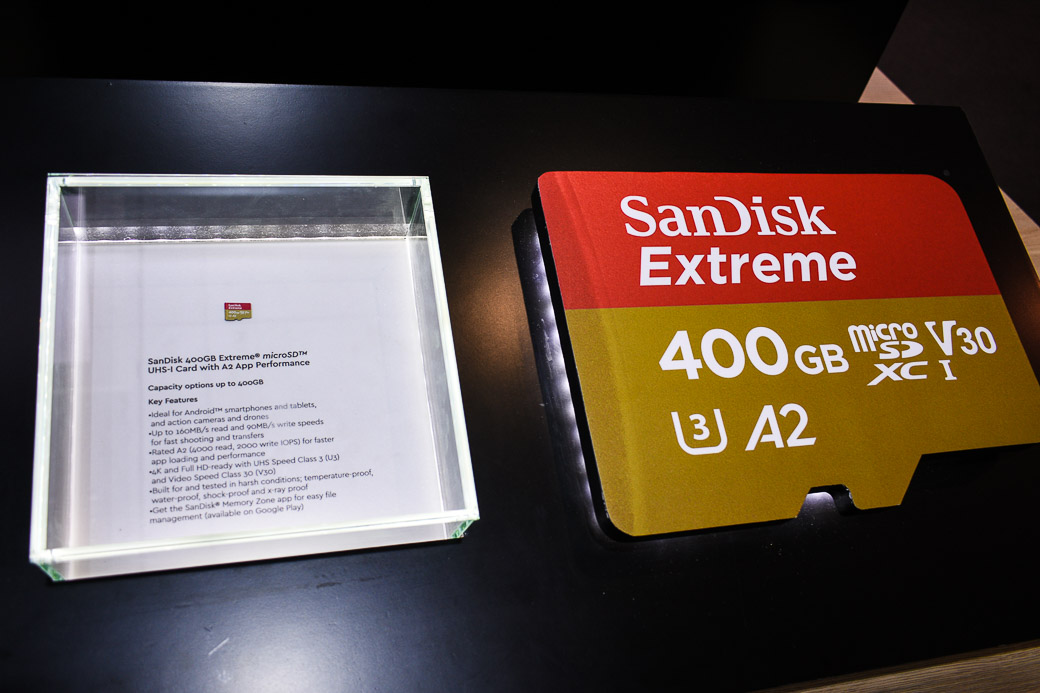 SanDisk 400GB Extreme® microSD™
UHS-I Card with A2 App Performance
Capacity options up to 400GB
Key Features
•Ideal for Android™ smartphones and tablets,
and action cameras and drones
•Up to 160MB/s read and 90MB/s write speeds
for fast shooting and transfers
•Rated A2 (4000 read, 2000 write IOPS) for faster
app loading and performance
•4K and Full HD-ready with UHS Speed Class 3 (U3)
and Video Speed Class 30 (V30)
•Built for and tested in harsh conditions; temperature-proof,
water-proof, shock-proof and x-ray proof
•Get the SanDisk® Memory Zone app for easy file
management (available on Google Play)
SanDisk
Extreme
400GB micro SD XC I V30
U3 A2